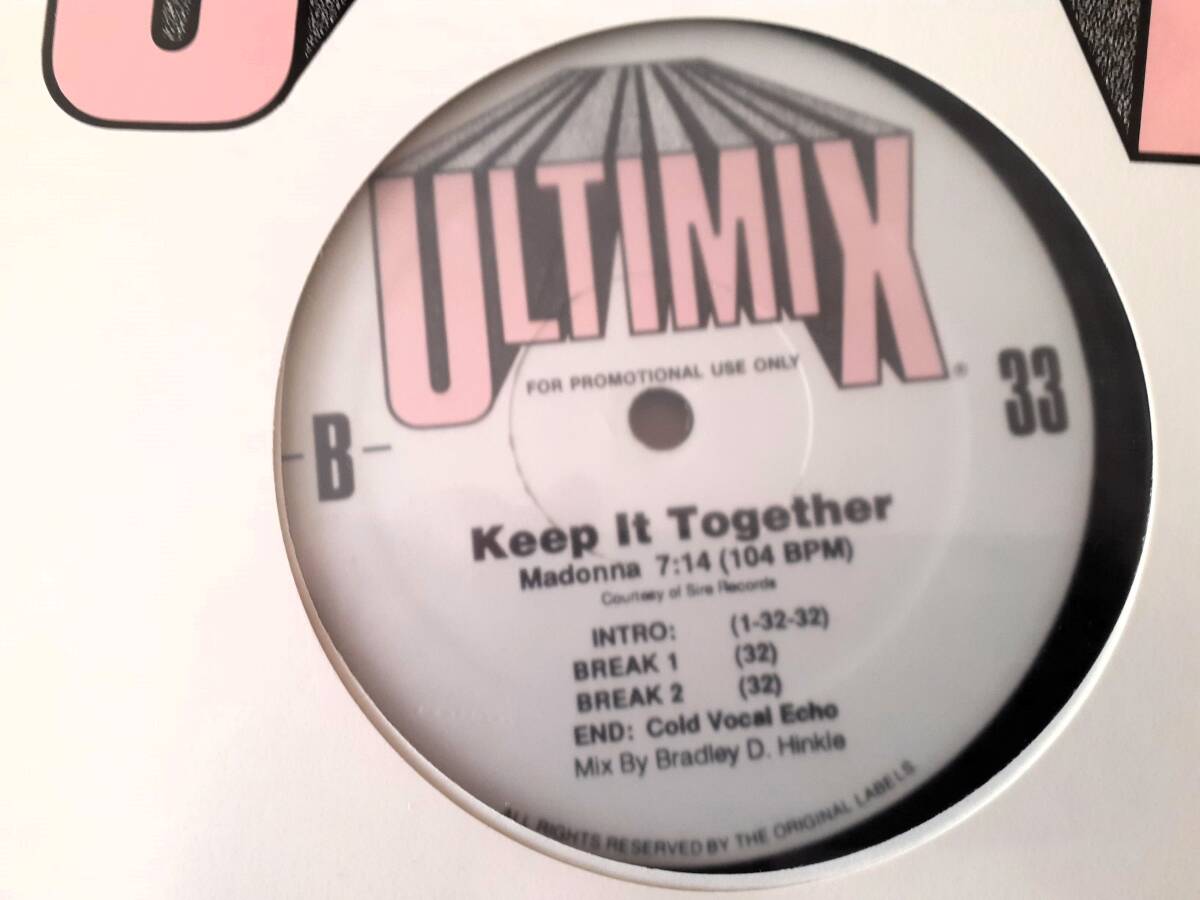 ULTIMIX
®
FOR PROMOTIONAL USE ONLY
33
-B-
Keep It Together
Madonna 7:14 (104 BPM)
Courtesy of Sire Records
INTRO: (1-32-32)
BREAK 1 (32)
BREAK 2 (32)
END: Cold Vocal Echo
Mix By Bradley D. Hinkle
ALL RIGHTS RESERVED BY THE ORIGINAL LABELS